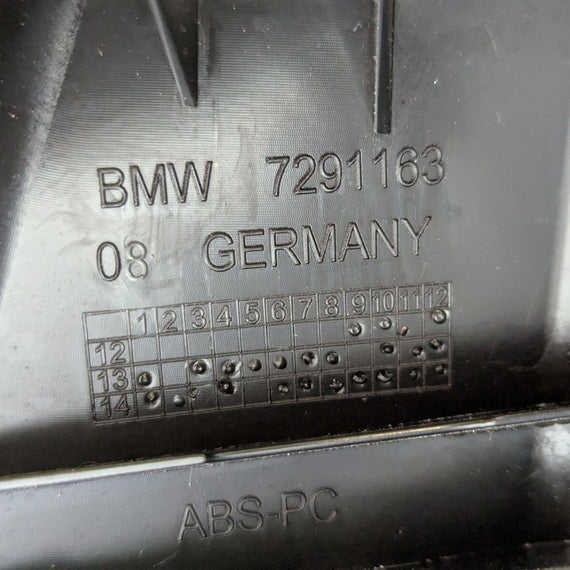 BMW 7291163
08 GERMANY
1 2 3 4 5 6 7 8 9 10 11 12
12
13
14
ABS-PC